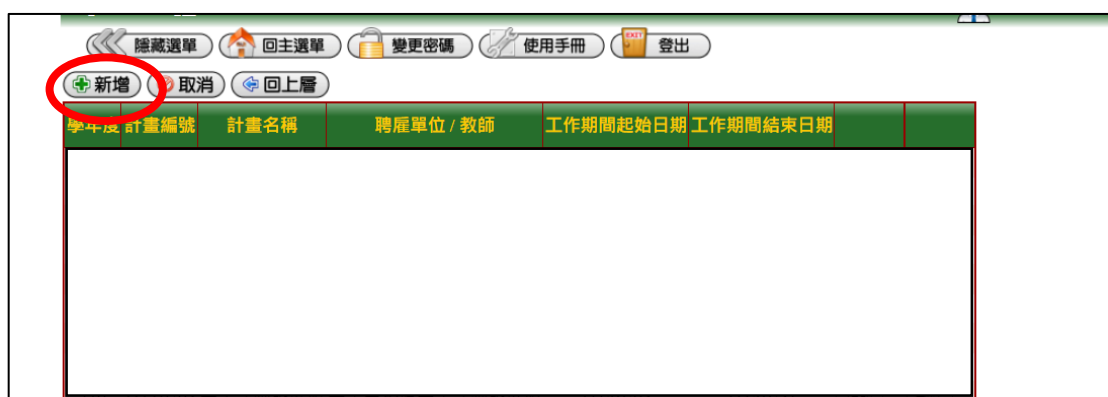 隱藏選單 回主選單 變更密碼 使用手冊 EXIT 登出
新增 取消 回上層
學年度 計畫編號 計畫名稱 聘雇單位 / 教師 工作期間起始日期 工作期間結束日期